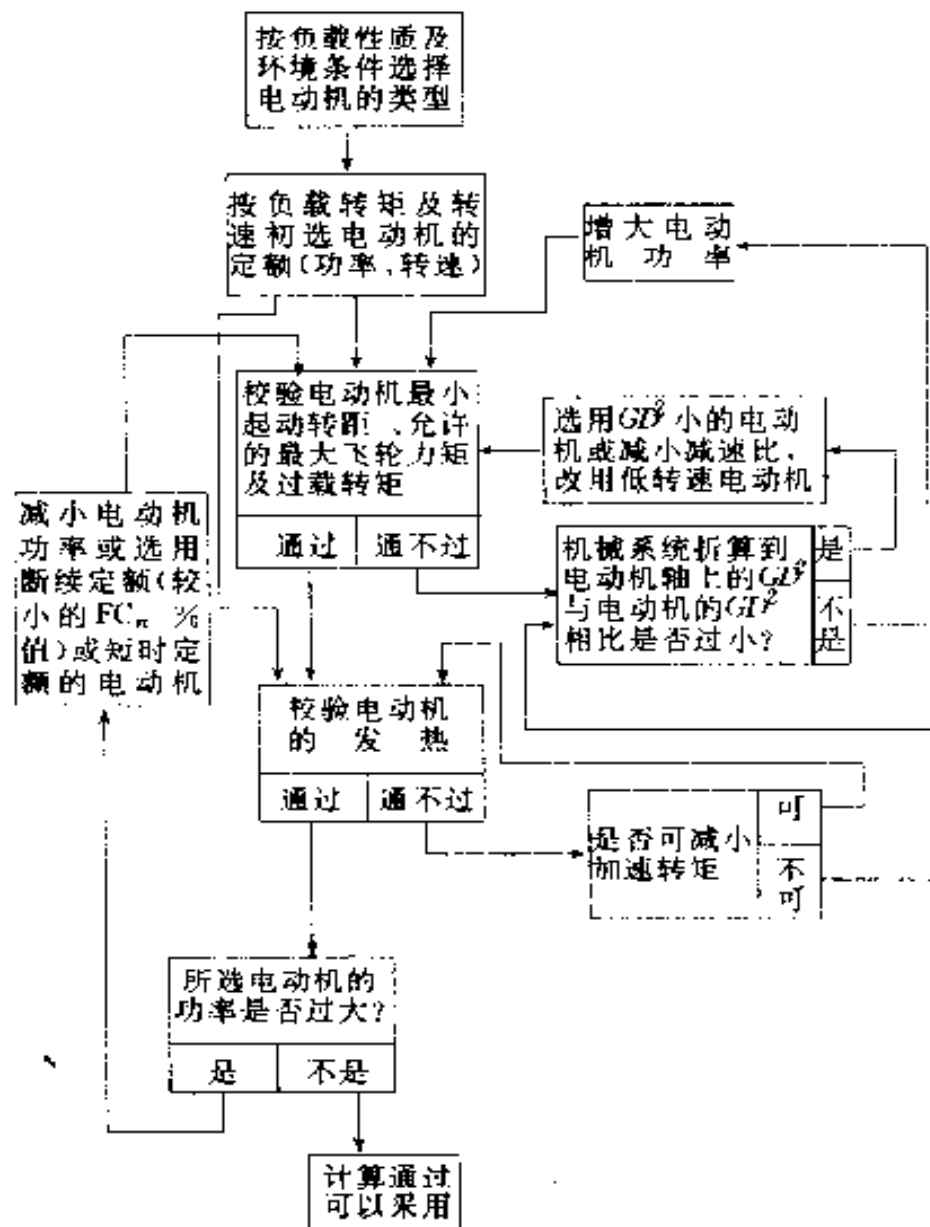 按负载性质及
环境条件选择
电动机的类型
按负载转矩及转
速初选电动机的
定额(功率、转速)
增大电动
机功率
校验电动机最小
起动转距、允许
的最大飞轮力矩
及过载转矩
通过
通不过
选用GD²小的电动
机或减小减速比，
改用低转速电动机
减小电动机
功率或选用
断续定额(较
小的FCₙ%
值)或短时定
额的电动机
机械系统折算到
电动机轴上的GD²
与电动机的GD²
相比是否过小?
是
不
是
校验电动机
的发热
通过
通不过
是否可减小
加速转矩
可
不
可
所选电动机的
功率是否过大?
是
不是
计算通过
可以采用